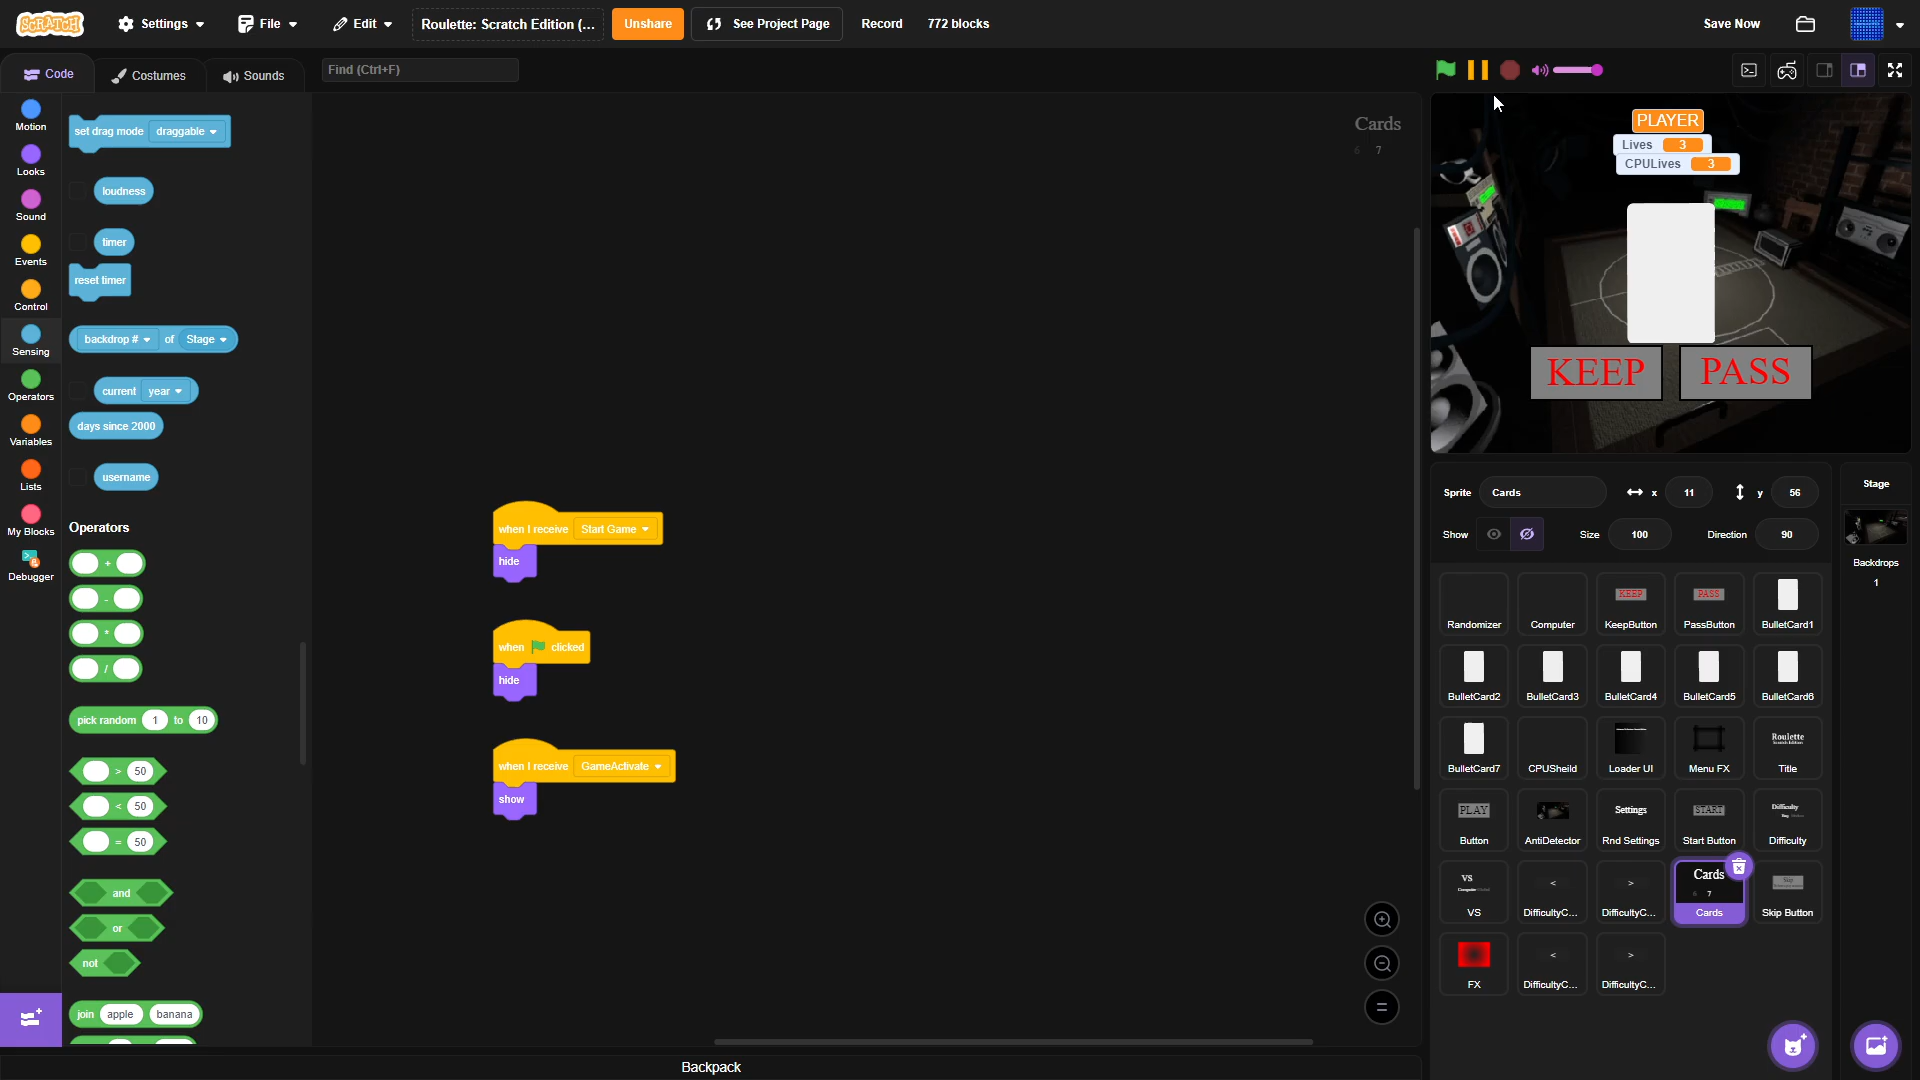 SCRATCH
Settings
File
Edit
Roulette: Scratch Edition (...
Unshare
See Project Page
Record
772 blocks
Save Now
Code
Costumes
Sounds
Find (Ctrl+F)
Motion
Looks
Sound
Events
Control
Sensing
Operators
Variables
Lists
My Blocks
Debugger
set drag mode draggable
loudness
timer
reset timer
backdrop # of Stage
current year
days since 2000
username
Operators
+
-
*
/
pick random 1 to 10
> 50
< 50
= 50
and
or
not
join apple banana
when I receive Start Game
hide
when clicked
hide
when I receive GameActivate
show
Cards
6 7
Backpack
PLAYER
Lives 3
CPULives 3
KEEP PASS
Sprite Cards x 11 y 56
Show Size 100 Direction 90
Stage
Backdrops
1
Randomizer
Computer
KEEP
KeepButton
PASS
PassButton
BulletCard1
BulletCard2
BulletCard3
BulletCard4
BulletCard5
BulletCard6
BulletCard7
CPUSheild
Loader UI
Menu FX
Roulette
Scratch Edition
Title
PLAY
Button
AntiDetector
Settings
Rnd Settings
START
Start Button
Difficulty
Difficulty
VS
VS
<
DifficultyC...
>
DifficultyC...
Cards
6 7
Cards
Skip
Skip Button
FX
<
DifficultyC...
>
DifficultyC...